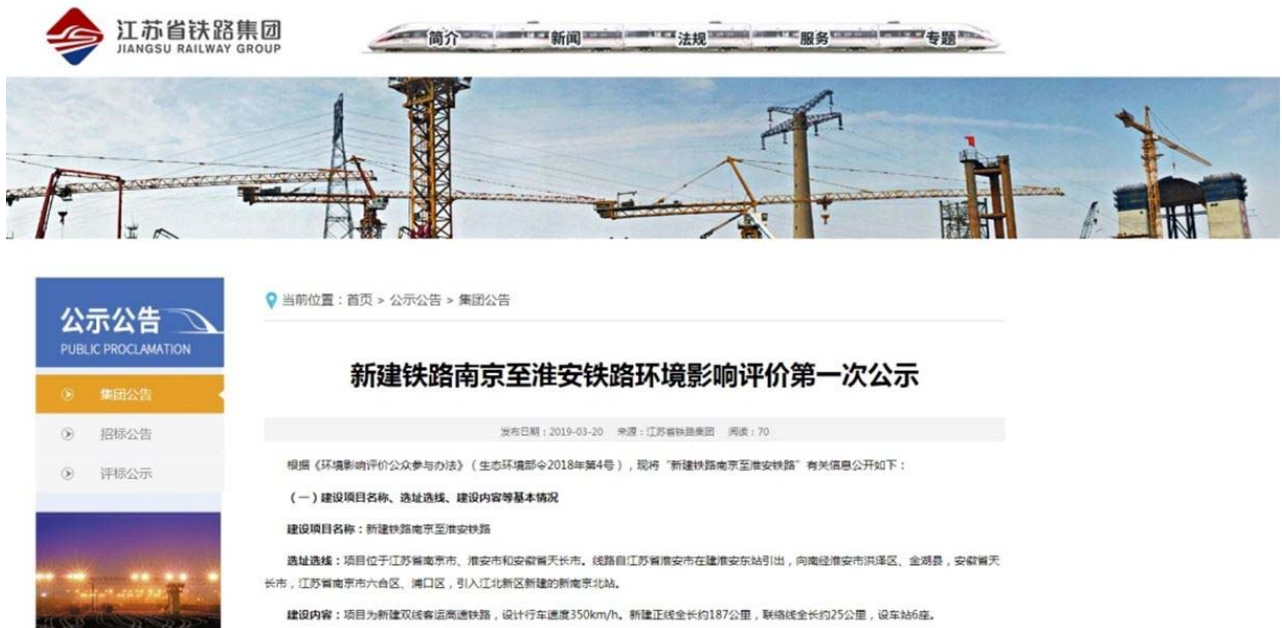 江苏省铁路集团
JIANGSU RAILWAY GROUP
简介 新闻 法规 服务 专题
公示公告
PUBLIC PROCLAMATION
集团公告
招标公告
评标公示
当前位置：首页 > 公示公告 > 集团公告
新建铁路南京至淮安铁路环境影响评价第一次公示
发布日期：2019-03-20 来源：江苏省铁路集团 阅读：70
根据《环境影响评价公众参与办法》（生态环境部令2018年第4号），现将“新建铁路南京至淮安铁路”有关信息公开如下：
（一）建设项目名称、选址选线、建设内容等基本情况
建设项目名称：新建铁路南京至淮安铁路
选址选线：项目位于江苏省南京市、淮安市和安徽省天长市。线路自江苏省淮安市在建淮安东站引出，向南经淮安市洪泽区、金湖县，安徽省天
长市，江苏省南京市六合区、浦口区，引入江北新区新建的新南京北站。
建设内容：项目为新建双线客运高速铁路，设计行车速度350km/h。新建正线全长约187公里，联络线全长约25公里，设车站6座。